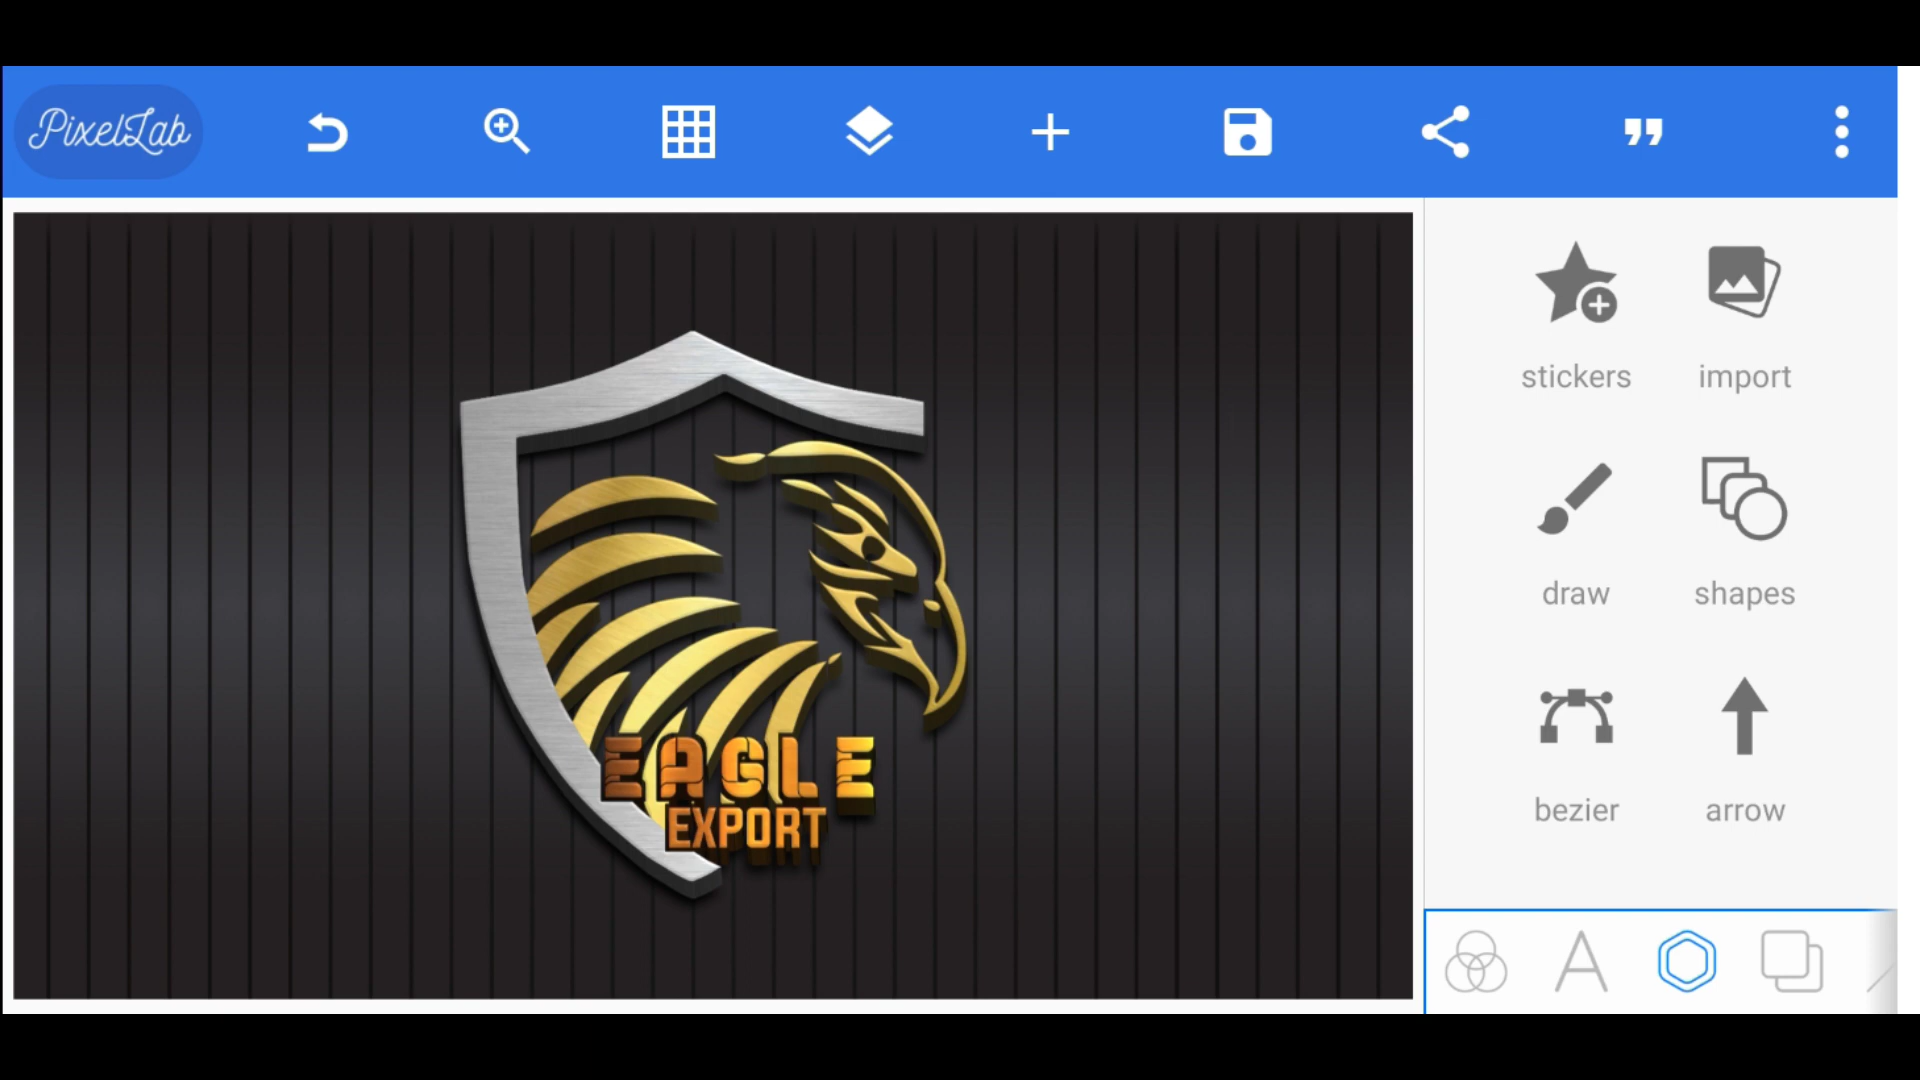 PixelLab
stickers
import
draw
shapes
bezier
arrow
EAGLE
EXPORT